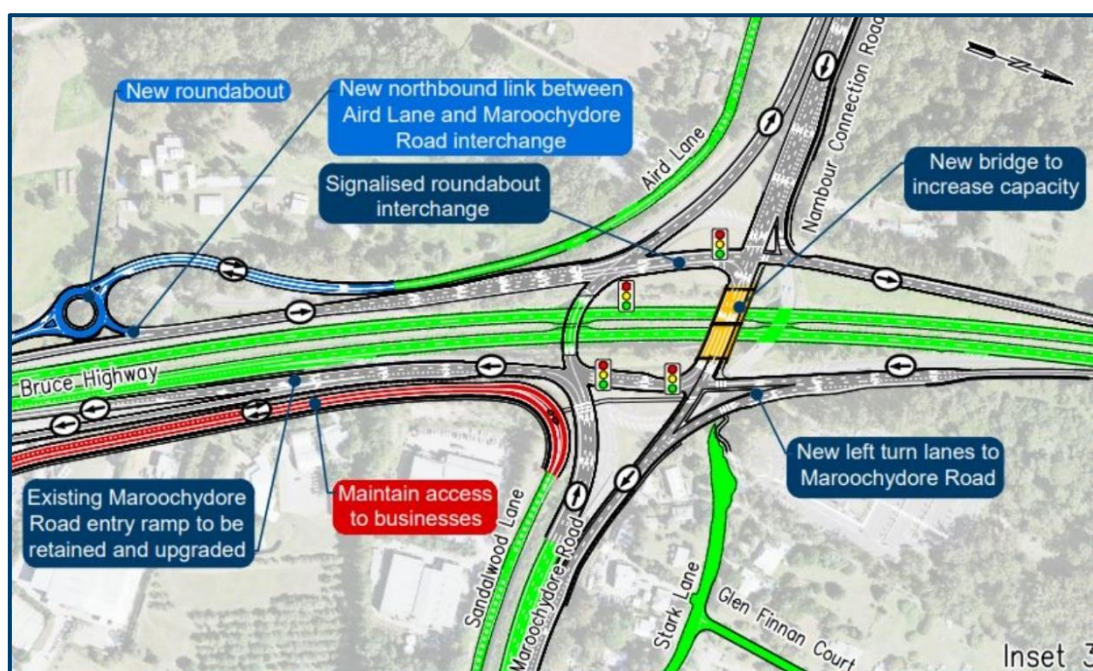 New roundabout
New northbound link between
Aird Lane and Maroochydore
Road interchange
Signalised roundabout
interchange
Aird Lane
Nambour Connection Road
N
New bridge to
increase capacity
Bruce Highway
Existing Maroochydore
Road entry ramp to be
retained and upgraded
Maintain access
to businesses
New left turn lanes to
Maroochydore Road
Sandalwood Lane
Maroochydore Road
Stark Lane
Glen Finnan Court
Inset 3